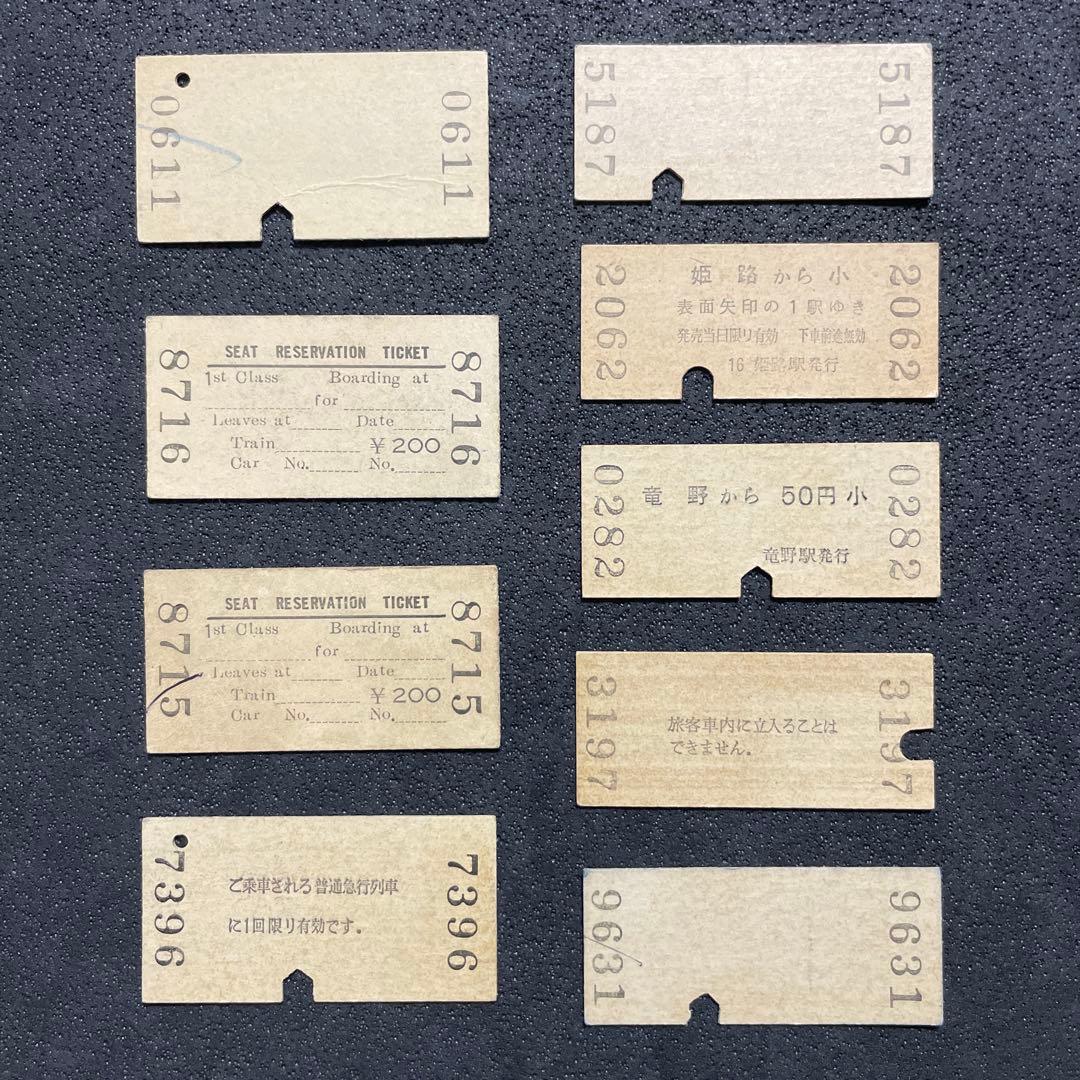 0611
0611
8716
SEAT RESERVATION TICKET
1st Class Boarding at
for
Leaves at Date
Train ¥200
Car No. No.
8716
8715
SEAT RESERVATION TICKET
1st Class Boarding at
for
Leaves at Date
Train ¥200
Car No. No.
8715
7396
ご乗車される普通急行列車
に1回限り有効です。
7396
5187
5187
2062
姫路から小
表面矢印の1駅ゆき
発売当日限り有効 下車前途無効
16 姫路駅発行
2062
0282
竜野から 50円小
竜野駅発行
0282
3197
旅客車内に立入ることは
できません。
3197
9631
9631